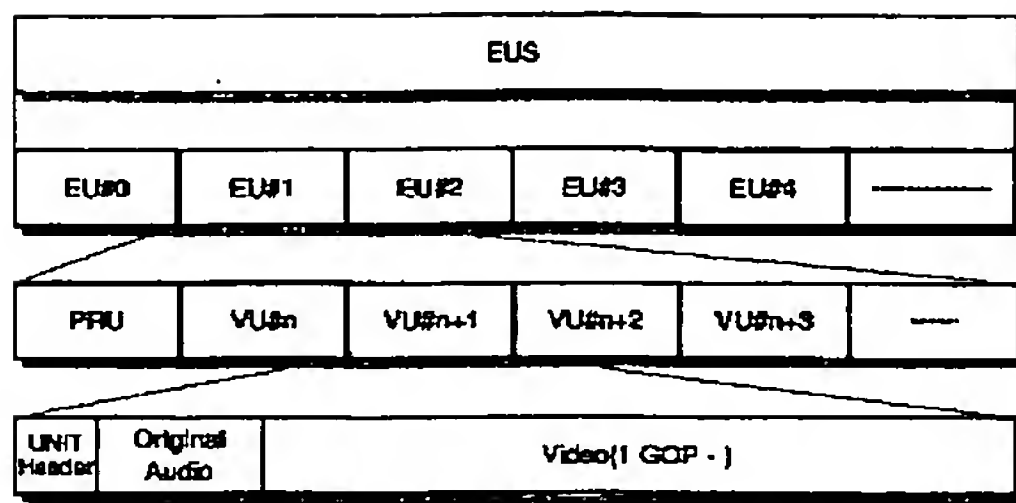 EUS
EU#0 EU#1 EU#2 EU#3 EU#4
PRU VU#n VU#n+1 VU#n+2 VU#n+3
UNIT Header Original Audio Video(1 GOP - )